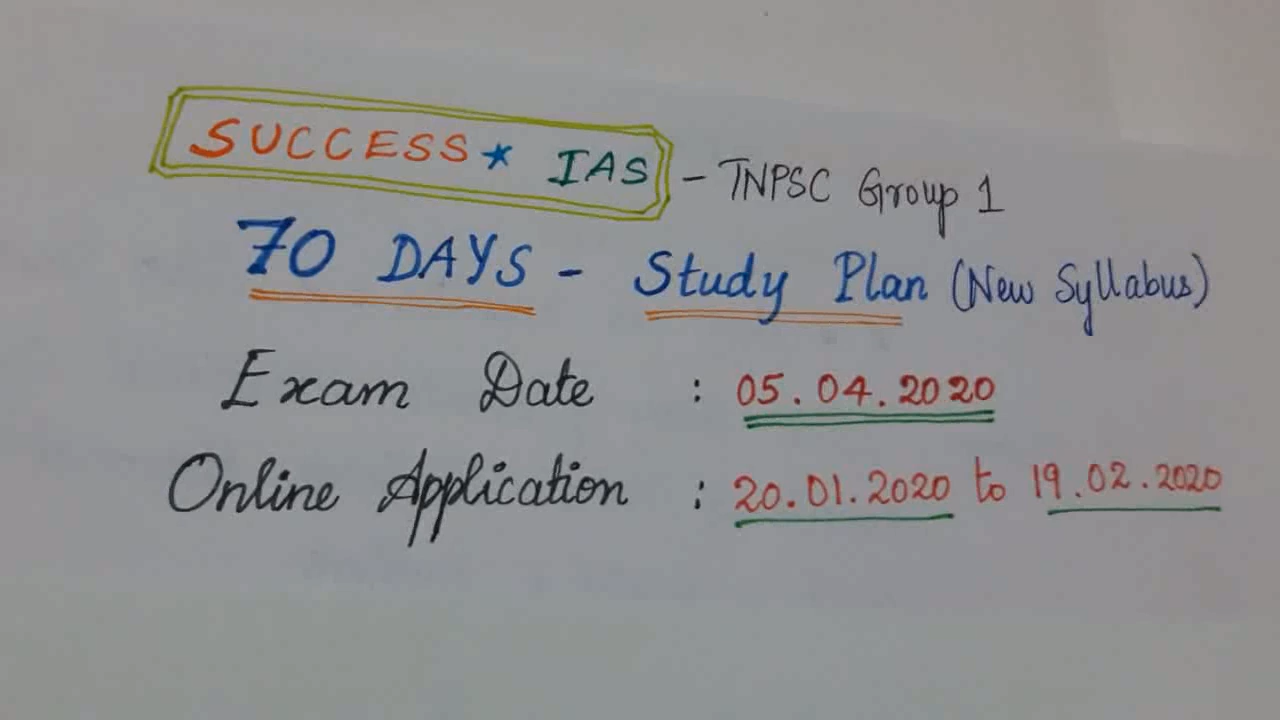 SUCCESS★ IAS - TNPSC Group 1
70 DAYS - Study Plan (New Syllabus)
Exam Date : 05.04.2020
Online Application : 20.01.2020 to 19.02.2020